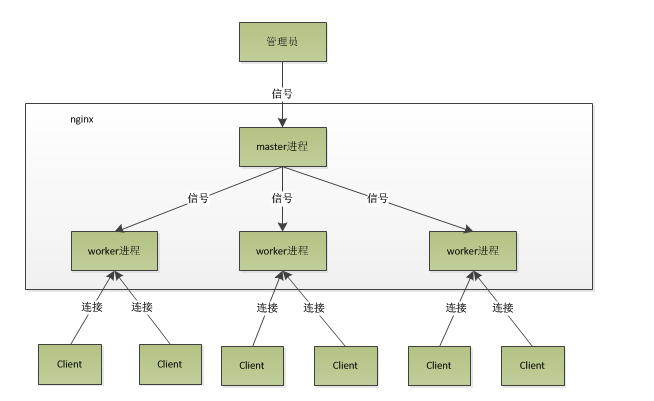 管理员
信号
nginx
master进程
信号
信号
信号
worker进程
worker进程
worker进程
连接
连接
连接
连接
连接
连接
Client
Client
Client
Client
Client
Client